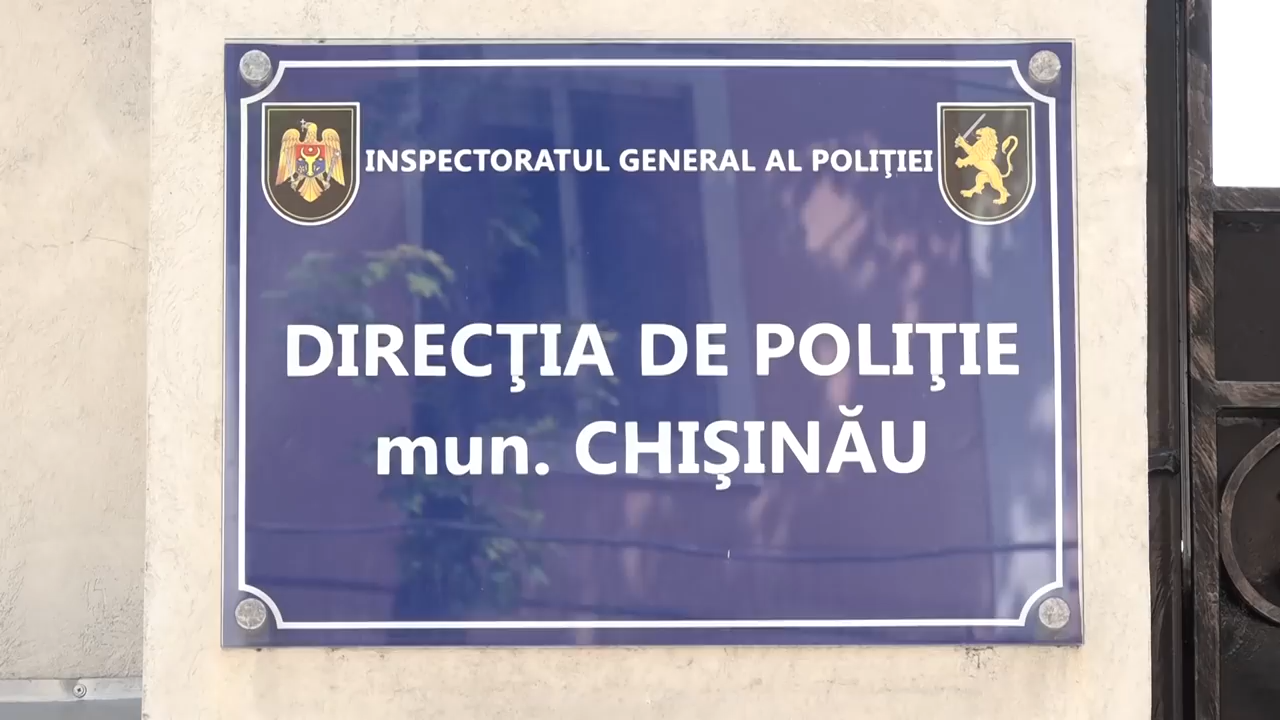 INSPECTORATUL GENERAL AL POLIŢIEI
DIRECŢIA DE POLIŢIE
mun. CHIŞINĂU